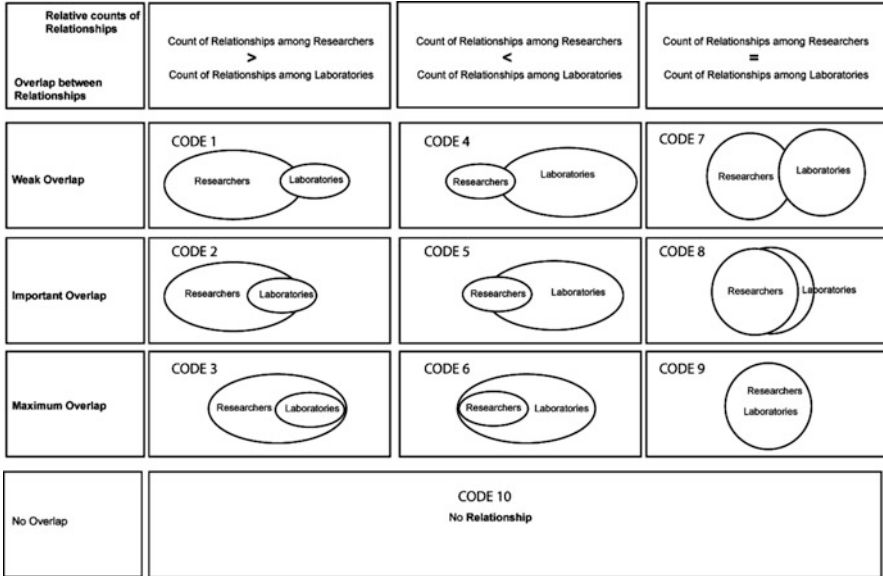 Relative counts of
Relationships
Overlap between
Relationships
Count of Relationships among Researchers
>
Count of Relationships among Laboratories
Count of Relationships among Researchers
<
Count of Relationships among Laboratories
Count of Relationships among Researchers
=
Count of Relationships among Laboratories
Weak Overlap
CODE 1
Researchers
Laboratories
CODE 4
Researchers
Laboratories
CODE 7
Researchers
Laboratories
Important Overlap
CODE 2
Researchers
Laboratories
CODE 5
Researchers
Laboratories
CODE 8
Researchers
Laboratories
Maximum Overlap
CODE 3
Researchers
Laboratories
CODE 6
Researchers
Laboratories
CODE 9
Researchers
Laboratories
No Overlap
CODE 10
No Relationship